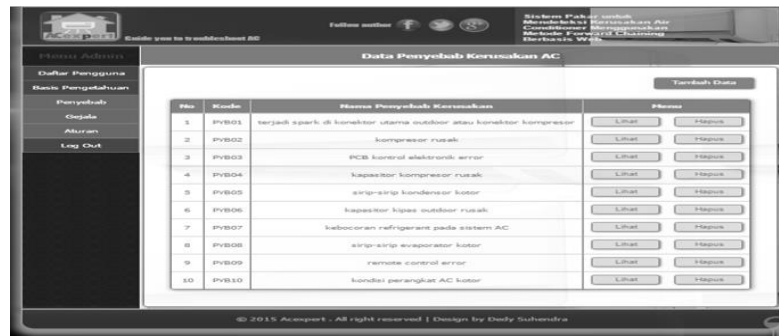 ACexpert
Guide you to troubleshoot AC
Follow author
Sistem Pakar untuk
Mendeteksi Kerusakan Air
Conditioner Menggunakan
Metode Forward Chaining
Berbasis Web
Menu Admin
Data Penyebab Kerusakan AC
Daftar Pengguna
Basis Pengetahuan
Penyebab
Gejala
Aturan
Log Out
Tambah Data
No Kode Nama Penyebab Kerusakan Menu
1 PYB01 terjadi spark di konektor utama outdoor atau konektor kompresor Lihat Hapus
2 PYB02 kompresor rusak Lihat Hapus
3 PYB03 PCB kontrol elektronik error Lihat Hapus
4 PYB04 kapasitor kompresor rusak Lihat Hapus
5 PYB05 sirip-sirip kondensor kotor Lihat Hapus
6 PYB06 kapasitor kipas outdoor rusak Lihat Hapus
7 PYB07 kebocoran refrigerant pada sistem AC Lihat Hapus
8 PYB08 sirip-sirip evaporator kotor Lihat Hapus
9 PYB09 remote control error Lihat Hapus
10 PYB10 kondisi perangkat AC kotor Lihat Hapus
© 2015 Acexpert . All right reserved | Design by Dedy Suhendra